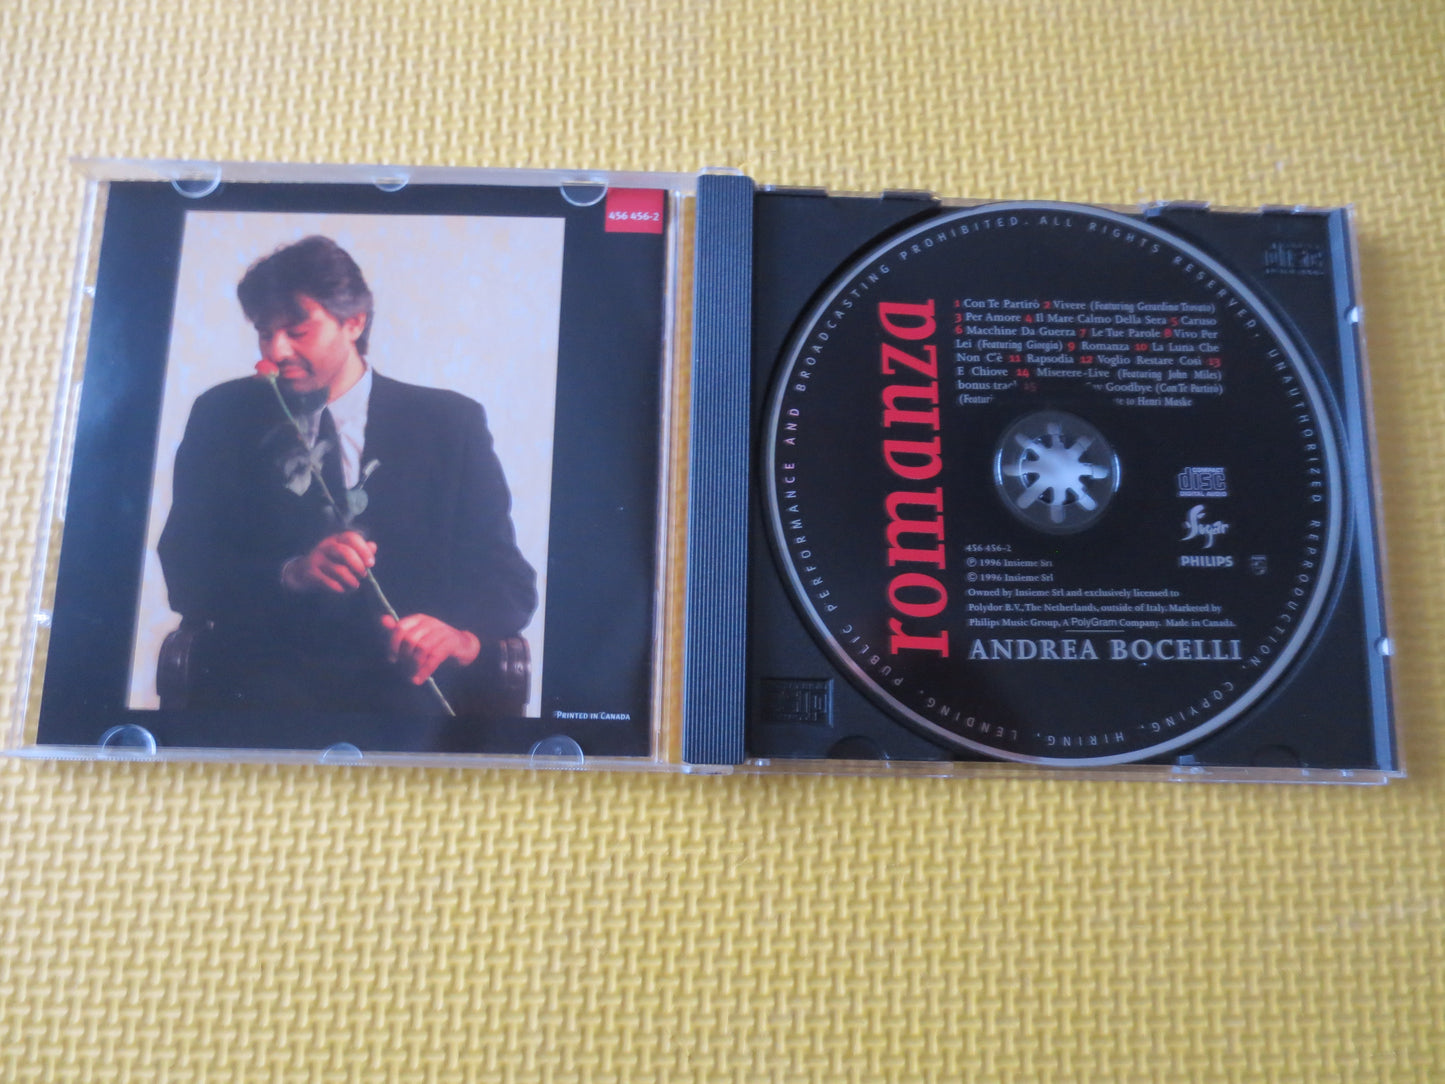 456 456-2
PRINTED IN CANADA
PUBLIC PERFORMANCE AND BROADCASTING PROHIBITED. ALL RIGHTS RESERVED, UNAUTHORIZED REPRODUCTION, COPYING, HIRING, LENDING,
romanza
1 Con Te Partirò 2 Vivere (Featuring Gerardina Trovato)
3 Per Amore 4 Il Mare Calmo Della Sera 5 Caruso
6 Macchine Da Guerra 7 Le Tue Parole 8 Vivo Per
Lei (Featuring Giorgia) 9 Romanza 10 La Luna Che
Non C'è 11 Rapsodia 12 Voglio Restare Così 13
E Chiove 14 Miserere-Live (Featuring John Miles)
bonus 15 Goodbye (Con Te Partirò)
to Henri Maske
COMPACT
disc
DIGITAL AUDIO
Sugar
PHILIPS
456 456-2
℗ 1996 Insieme Srl
© 1996 Insieme Srl
Owned by Insieme Srl and exclusively licensed to
Polydor B.V., The Netherlands, outside of Italy. Marketed by
Philips Music Group, A PolyGram Company. Made in Canada.
ANDREA BOCELLI